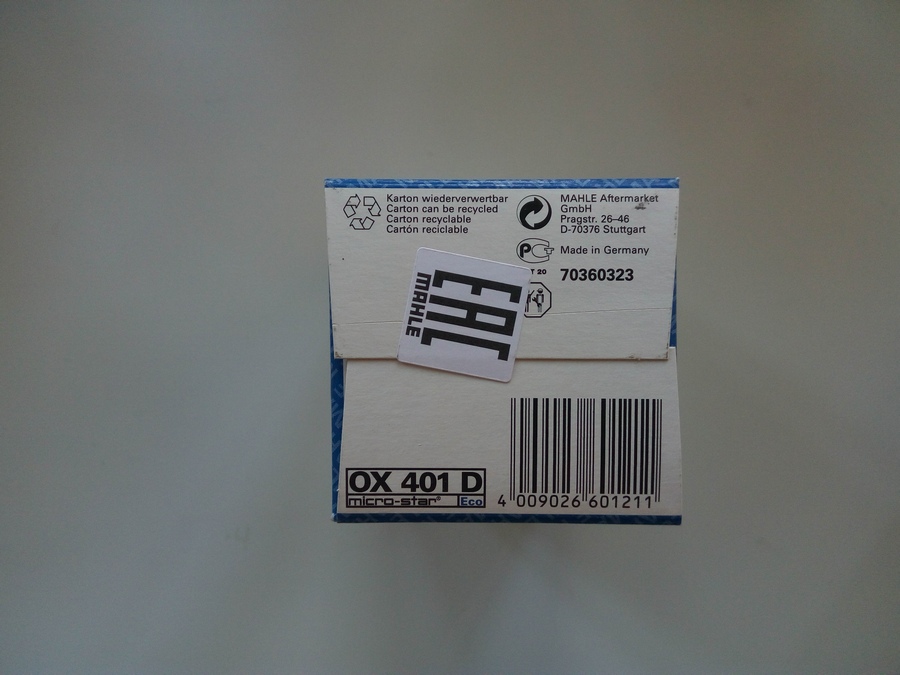 Karton wiederverwertbar
Carton can be recycled
Carton recyclable
Cartón reciclable
MAHLE Aftermarket
GmbH
Pragstr. 26–46
D-70376 Stuttgart
Made in Germany
T 20
70360323
EAC
MAHLE
OX 401 D
micro-star® Eco
4 009026 601211